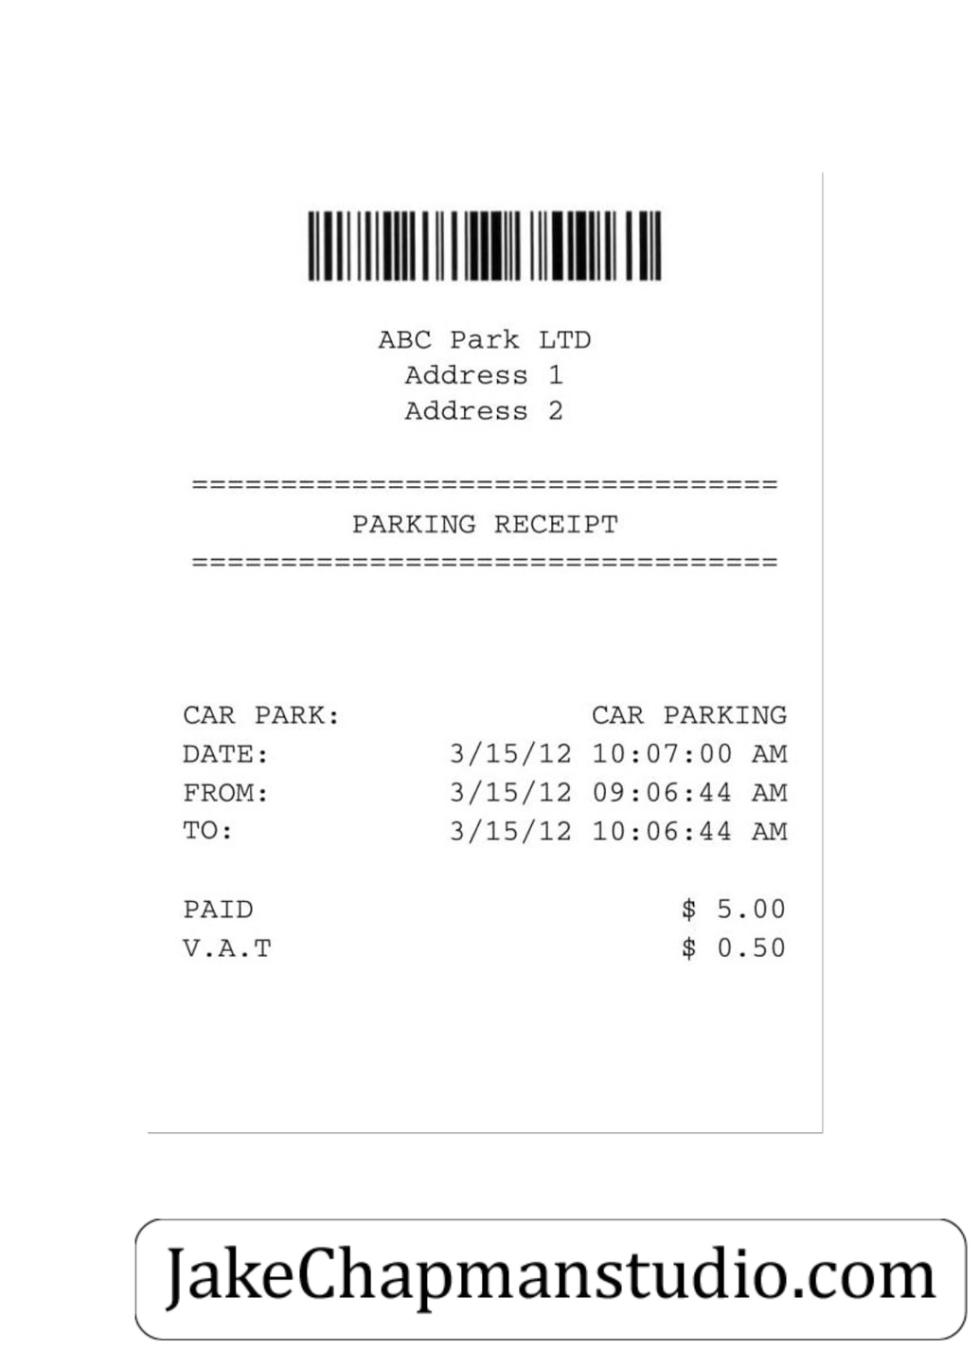 ABC Park LTD
Address 1
Address 2
=================================
PARKING RECEIPT
=================================
CAR PARK: CAR PARKING
DATE: 3/15/12 10:07:00 AM
FROM: 3/15/12 09:06:44 AM
TO: 3/15/12 10:06:44 AM
PAID $ 5.00
V.A.T $ 0.50
JakeChapmanstudio.com